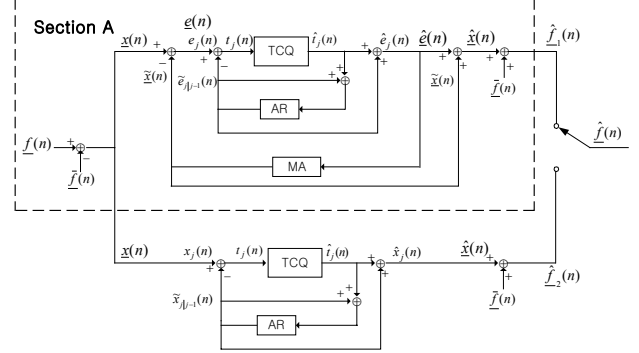 Section A
e(n)
x(n) + e_j(n) t_j(n) TCQ t̂_j(n) + ê_j(n) ê(n) + x̂(n) + f̂_1(n)
− + − + + + + +
x̃(n) ẽ_{j|j−1}(n) + x̃(n) f̄(n)
AR
f̂(n)
f(n) + −
MA
f̄(n)
x(n) x_j(n) t_j(n) TCQ t̂_j(n) + x̂_j(n) x̂(n) + f̂_2(n)
+ − + + + +
x̃_{j|j−1}(n) f̄(n)
AR